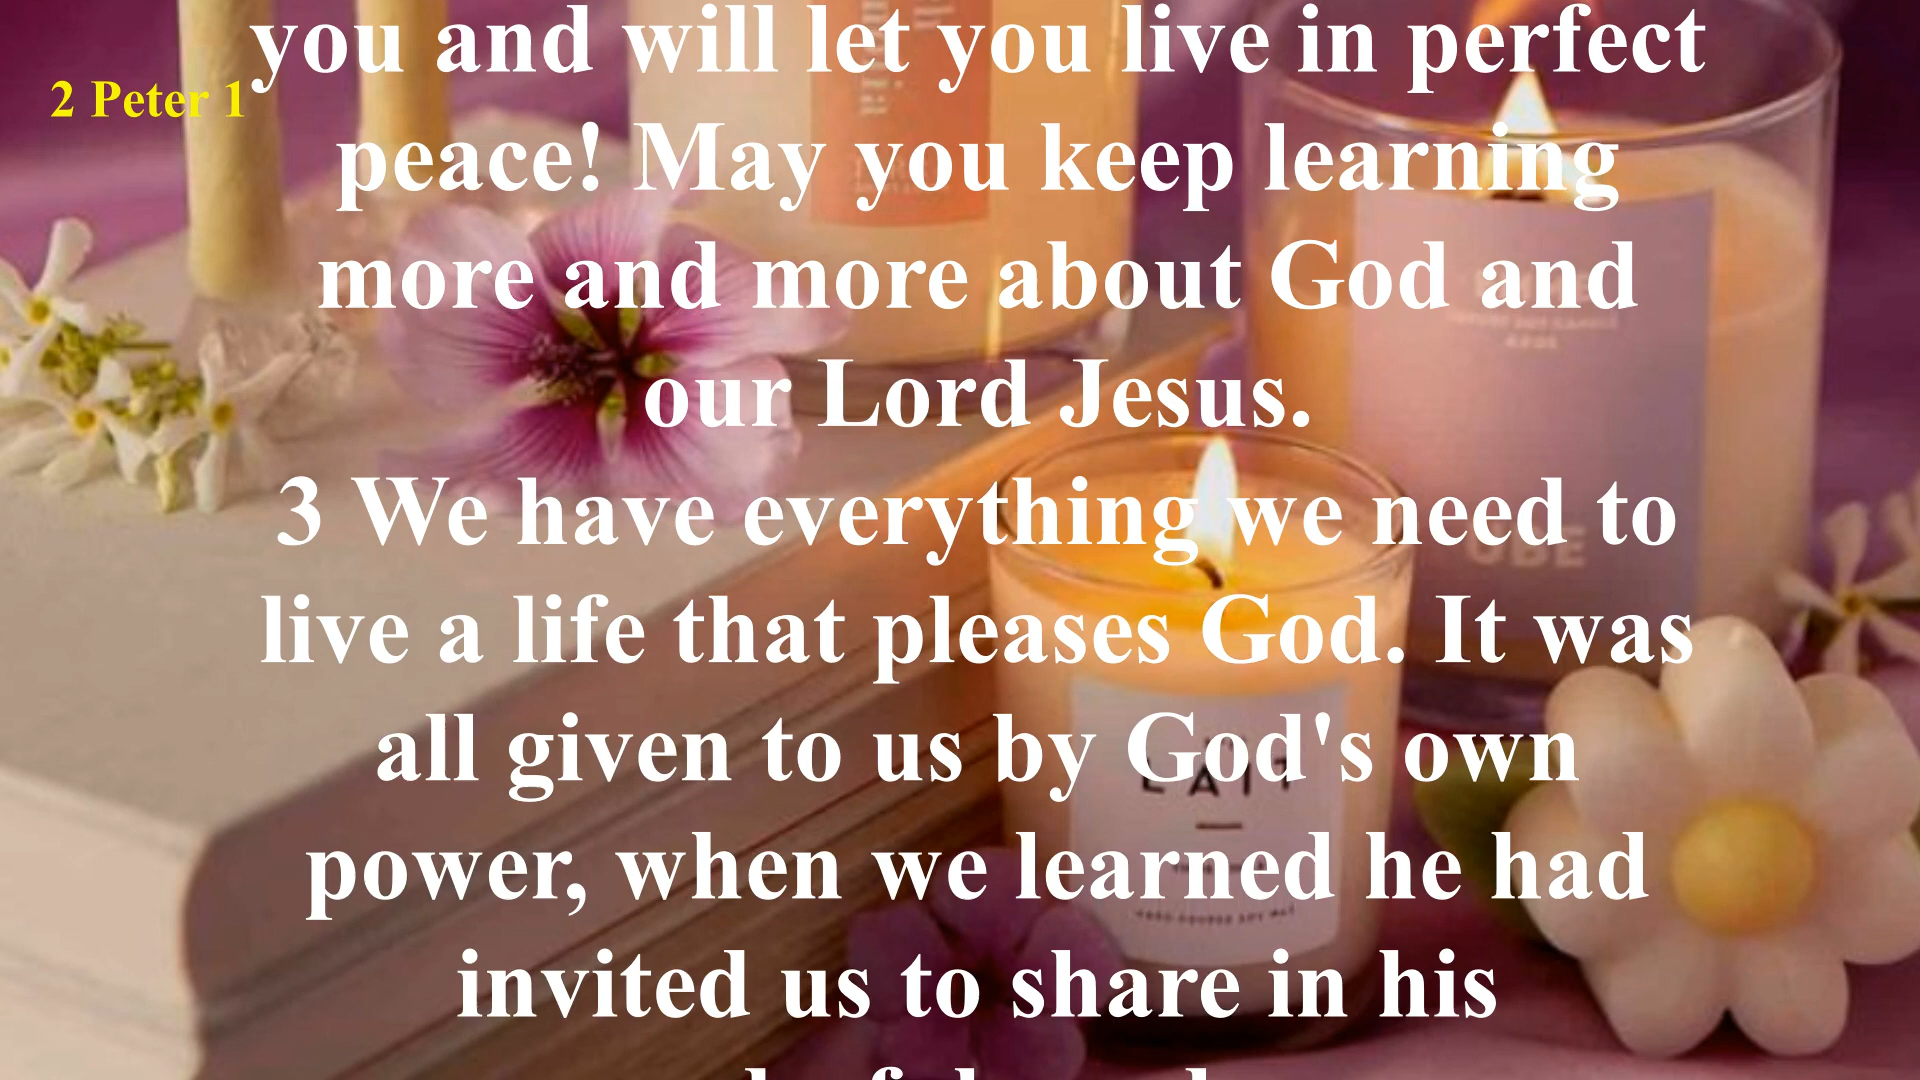 you and will let you live in perfect
2 Peter 1
peace! May you keep learning
more and more about God and
our Lord Jesus.
3 We have everything we need to
live a life that pleases God. It was
all given to us by God's own
power, when we learned he had
invited us to share in his
OBE
LAIT